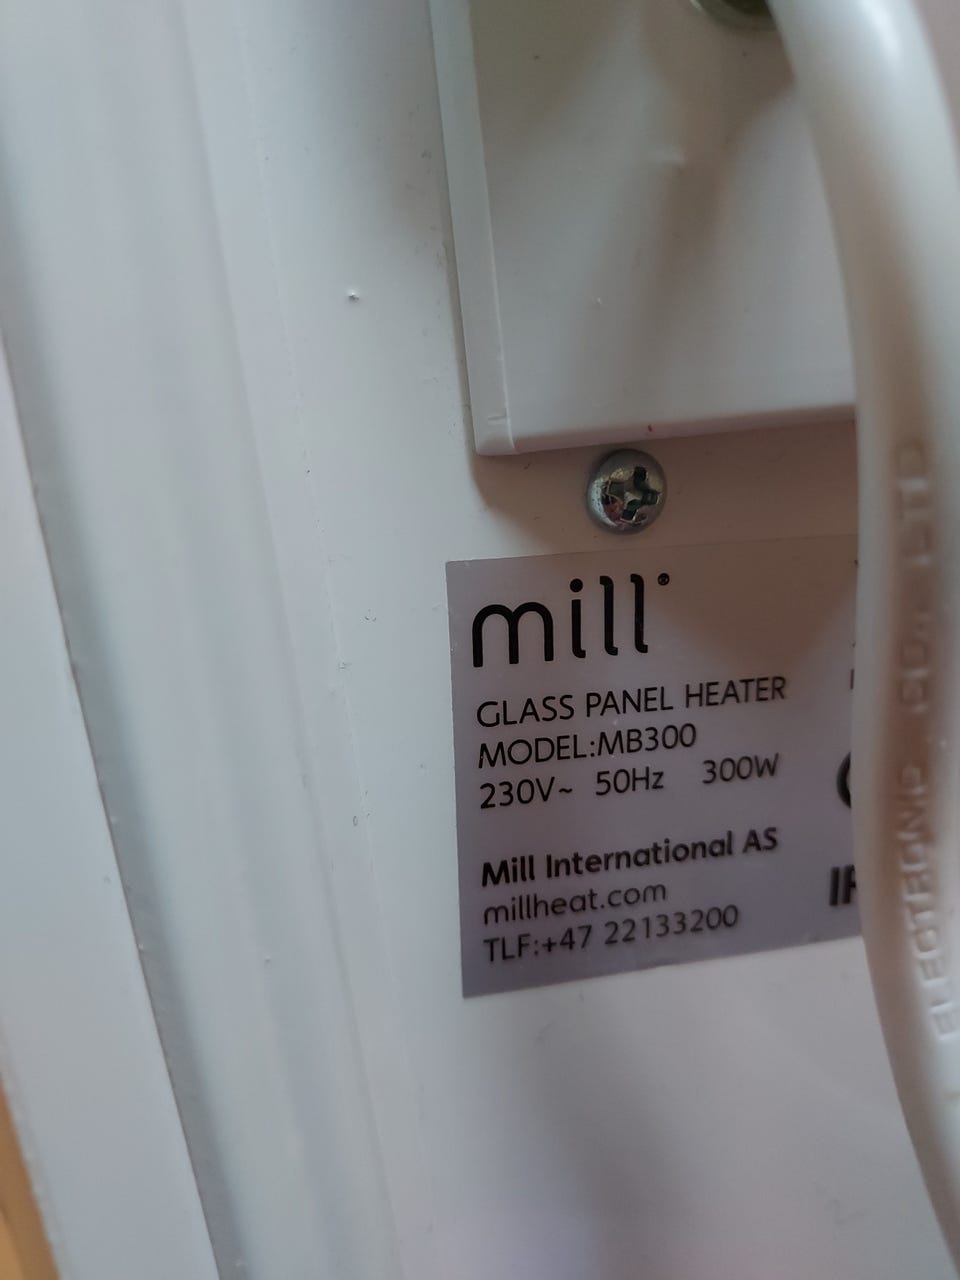 mill®
GLASS PANEL HEATER
MODEL:MB300
230V~ 50Hz 300W
Mill International AS
millheat.com
TLF:+47 22133200